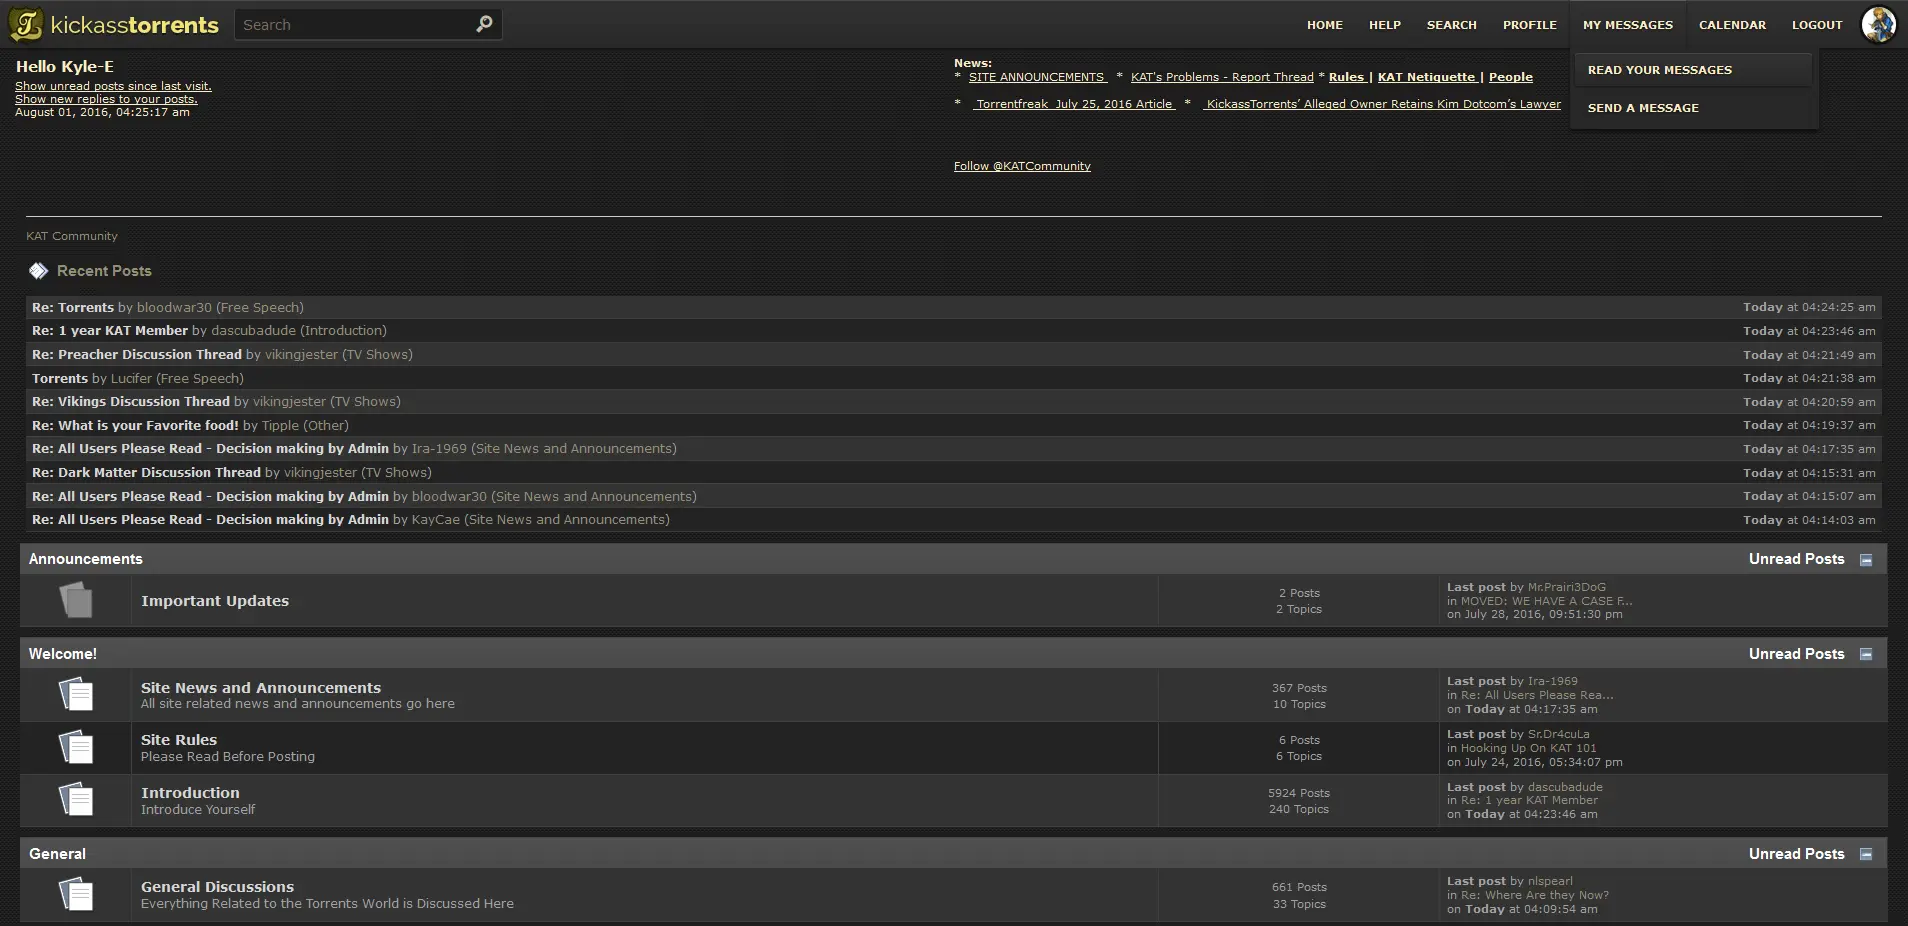 kickasstorrents
Search
HOME HELP SEARCH PROFILE MY MESSAGES CALENDAR LOGOUT
READ YOUR MESSAGES
SEND A MESSAGE
Hello Kyle-E
Show unread posts since last visit.
Show new replies to your posts.
August 01, 2016, 04:25:17 am
News:
* SITE ANNOUNCEMENTS * KAT's Problems - Report Thread * Rules | KAT Netiquette | People
* Torrentfreak July 25, 2016 Article * KickassTorrents’ Alleged Owner Retains Kim Dotcom’s Lawyer
Follow @KATCommunity
KAT Community
Recent Posts
Re: Torrents by bloodwar30 (Free Speech) Today at 04:24:25 am
Re: 1 year KAT Member by dascubadude (Introduction) Today at 04:23:46 am
Re: Preacher Discussion Thread by vikingjester (TV Shows) Today at 04:21:49 am
Torrents by Lucifer (Free Speech) Today at 04:21:38 am
Re: Vikings Discussion Thread by vikingjester (TV Shows) Today at 04:20:59 am
Re: What is your Favorite food! by Tipple (Other) Today at 04:19:37 am
Re: All Users Please Read - Decision making by Admin by Ira-1969 (Site News and Announcements) Today at 04:17:35 am
Re: Dark Matter Discussion Thread by vikingjester (TV Shows) Today at 04:15:31 am
Re: All Users Please Read - Decision making by Admin by bloodwar30 (Site News and Announcements) Today at 04:15:07 am
Re: All Users Please Read - Decision making by Admin by KayCae (Site News and Announcements) Today at 04:14:03 am
Announcements Unread Posts
Important Updates
2 Posts
2 Topics
Last post by Mr.Prairi3DoG
in MOVED: WE HAVE A CASE F...
on July 28, 2016, 09:51:30 pm
Welcome! Unread Posts
Site News and Announcements
All site related news and announcements go here
367 Posts
10 Topics
Last post by Ira-1969
in Re: All Users Please Rea...
on Today at 04:17:35 am
Site Rules
Please Read Before Posting
6 Posts
6 Topics
Last post by Sr.Dr4cuLa
in Hooking Up On KAT 101
on July 24, 2016, 05:34:07 pm
Introduction
Introduce Yourself
5924 Posts
240 Topics
Last post by dascubadude
in Re: 1 year KAT Member
on Today at 04:23:46 am
General Unread Posts
General Discussions
Everything Related to the Torrents World is Discussed Here
661 Posts
33 Topics
Last post by nlspearl
in Re: Where Are they Now?
on Today at 04:09:54 am